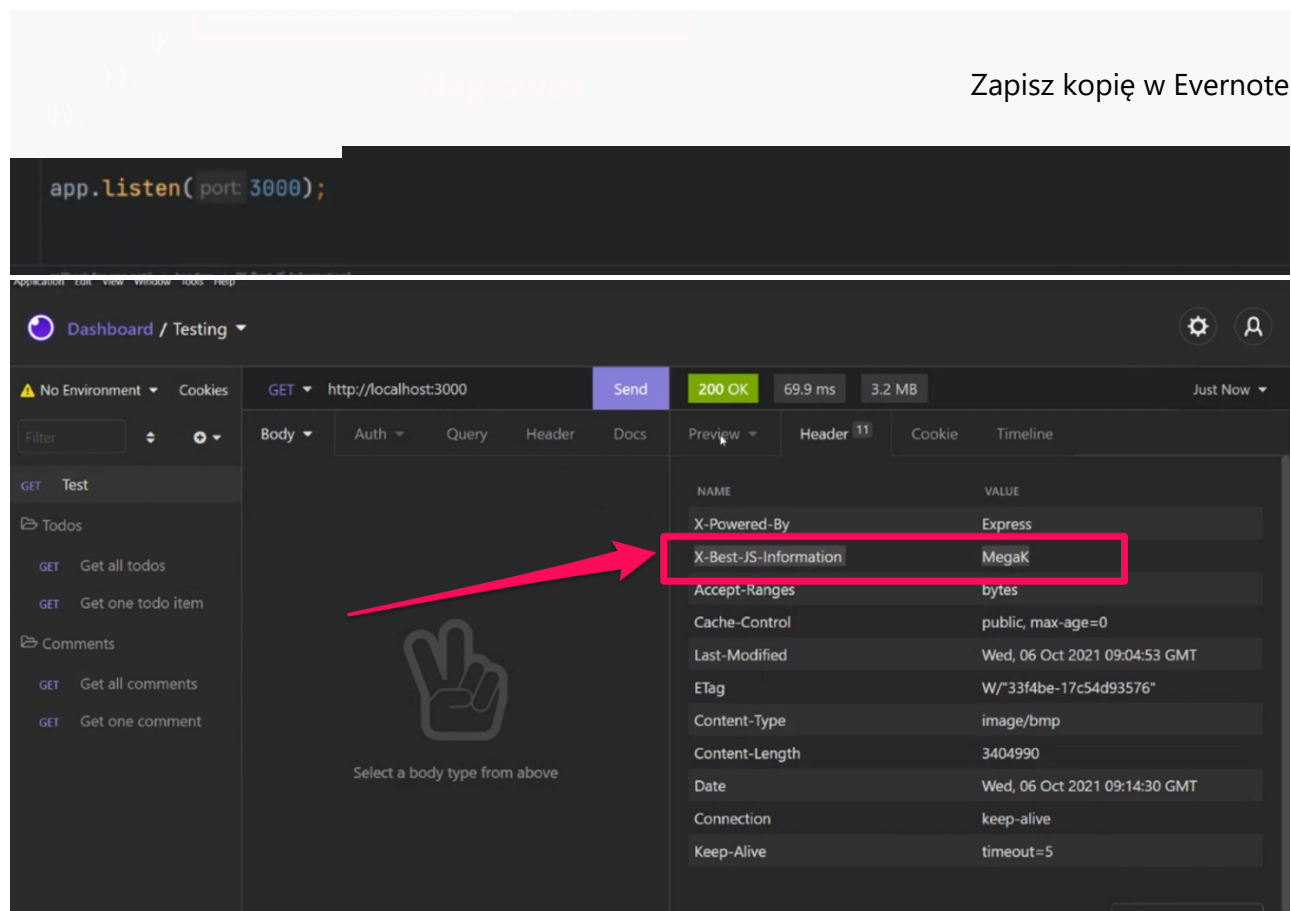 Zapisz kopię w Evernote
app.listen( port: 3000);
Application Edit View Window Tools Help
Dashboard / Testing
No Environment Cookies
GET http://localhost:3000 Send
200 OK 69.9 ms 3.2 MB Just Now
Filter
Body Auth Query Header Docs
Preview Header 11 Cookie Timeline
GET Test
Todos
GET Get all todos
GET Get one todo item
Comments
GET Get all comments
GET Get one comment
Select a body type from above
NAME VALUE
X-Powered-By Express
X-Best-JS-Information MegaK
Accept-Ranges bytes
Cache-Control public, max-age=0
Last-Modified Wed, 06 Oct 2021 09:04:53 GMT
ETag W/"33f4be-17c54d93576"
Content-Type image/bmp
Content-Length 3404990
Date Wed, 06 Oct 2021 09:14:30 GMT
Connection keep-alive
Keep-Alive timeout=5